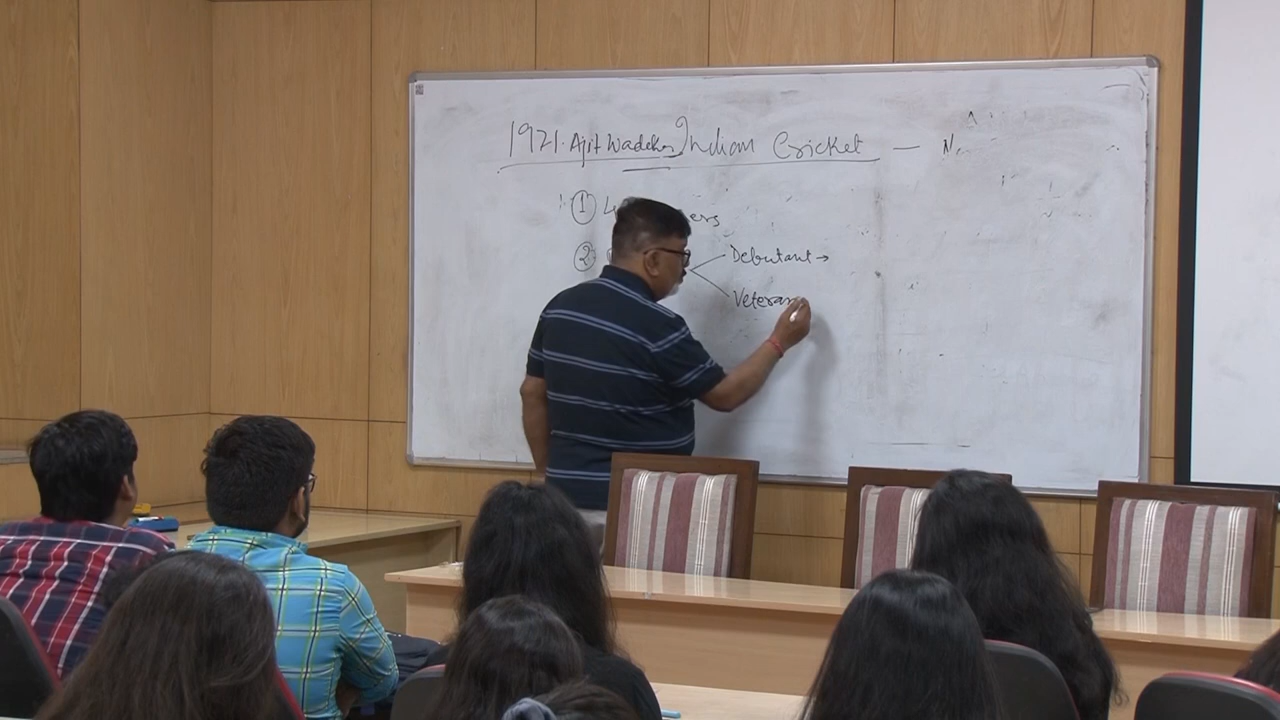 1971. Ajit Wadekar Indian Cricket —
①
② Debutant →
Veteran